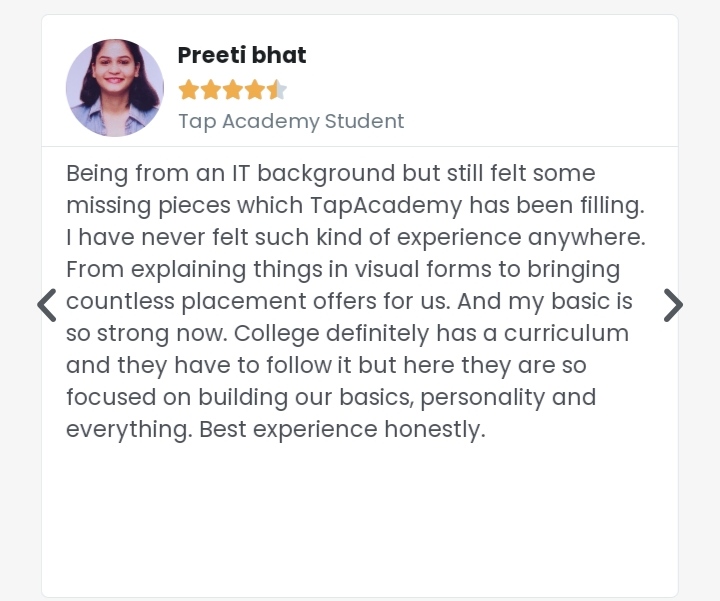 Preeti bhat
Tap Academy Student
Being from an IT background but still felt some
missing pieces which TapAcademy has been filling.
I have never felt such kind of experience anywhere.
From explaining things in visual forms to bringing
countless placement offers for us. And my basic is
so strong now. College definitely has a curriculum
and they have to follow it but here they are so
focused on building our basics, personality and
everything. Best experience honestly.